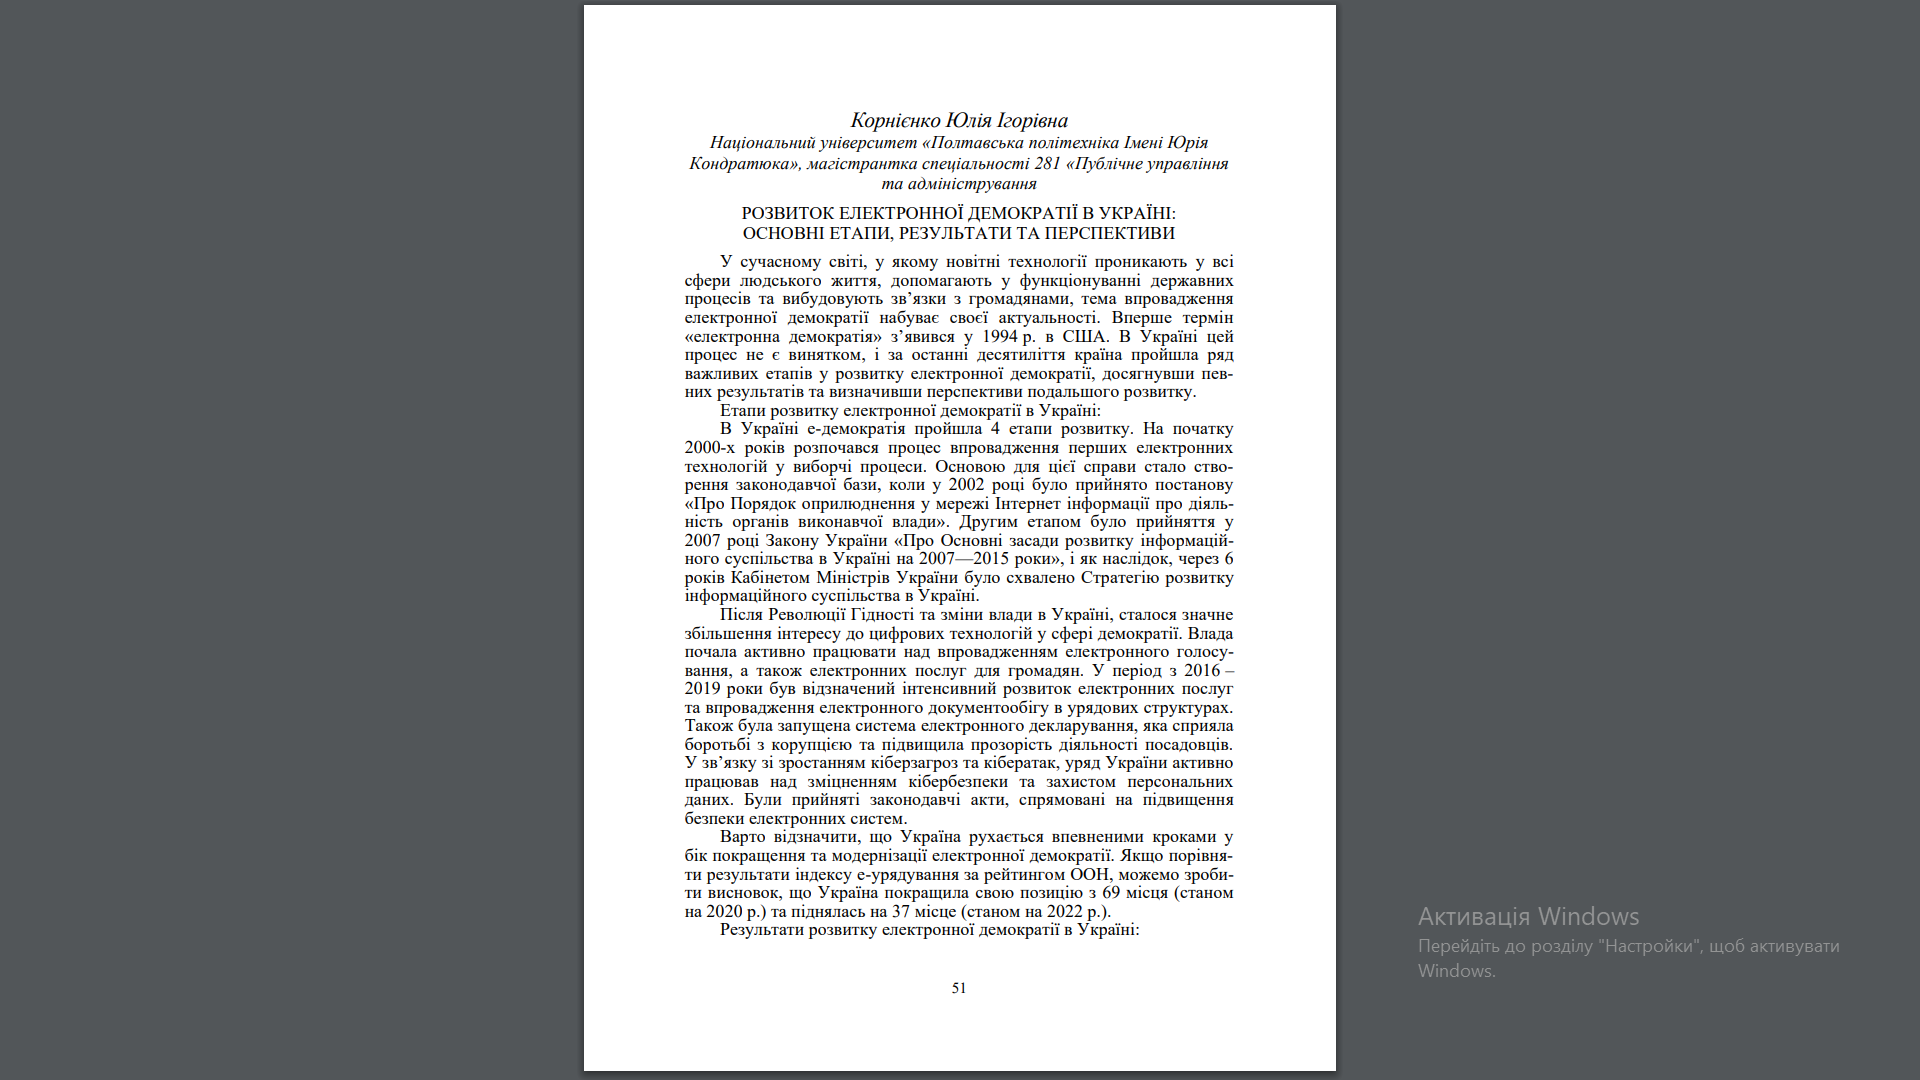 Корнієнко Юлія Ігорівна
Національний університет «Полтавська політехніка Імені Юрія
Кондратюка», магістрантка спеціальності 281 «Публічне управління
та адміністрування
РОЗВИТОК ЕЛЕКТРОННОЇ ДЕМОКРАТІЇ В УКРАЇНІ:
ОСНОВНІ ЕТАПИ, РЕЗУЛЬТАТИ ТА ПЕРСПЕКТИВИ
У сучасному світі, у якому новітні технології проникають у всі
сфери людського життя, допомагають у функціонуванні державних
процесів та вибудовують зв’язки з громадянами, тема впровадження
електронної демократії набуває своєї актуальності. Вперше термін
«електронна демократія» з’явився у 1994 р. в США. В Україні цей
процес не є винятком, і за останні десятиліття країна пройшла ряд
важливих етапів у розвитку електронної демократії, досягнувши пев-
них результатів та визначивши перспективи подальшого розвитку.
Етапи розвитку електронної демократії в Україні:
В Україні е-демократія пройшла 4 етапи розвитку. На початку
2000-х років розпочався процес впровадження перших електронних
технологій у виборчі процеси. Основою для цієї справи стало ство-
рення законодавчої бази, коли у 2002 році було прийнято постанову
«Про Порядок оприлюднення у мережі Інтернет інформації про діяль-
ність органів виконавчої влади». Другим етапом було прийняття у
2007 році Закону України «Про Основні засади розвитку інформацій-
ного суспільства в Україні на 2007—2015 роки», і як наслідок, через 6
років Кабінетом Міністрів України було схвалено Стратегію розвитку
інформаційного суспільства в Україні.
Після Революції Гідності та зміни влади в Україні, сталося значне
збільшення інтересу до цифрових технологій у сфері демократії. Влада
почала активно працювати над впровадженням електронного голосу-
вання, а також електронних послуг для громадян. У період з 2016 –
2019 роки був відзначений інтенсивний розвиток електронних послуг
та впровадження електронного документообігу в урядових структурах.
Також була запущена система електронного декларування, яка сприяла
боротьбі з корупцією та підвищила прозорість діяльності посадовців.
У зв’язку зі зростанням кіберзагроз та кібератак, уряд України активно
працював над зміцненням кібербезпеки та захистом персональних
даних. Були прийняті законодавчі акти, спрямовані на підвищення
безпеки електронних систем.
Варто відзначити, що Україна рухається впевненими кроками у
бік покращення та модернізації електронної демократії. Якщо порівня-
ти результати індексу е-урядування за рейтингом ООН, можемо зроби-
ти висновок, що Україна покращила свою позицію з 69 місця (станом
на 2020 р.) та піднялась на 37 місце (станом на 2022 р.).
Результати розвитку електронної демократії в Україні:
51
Активація Windows
Перейдіть до розділу "Настройки", щоб активувати
Windows.